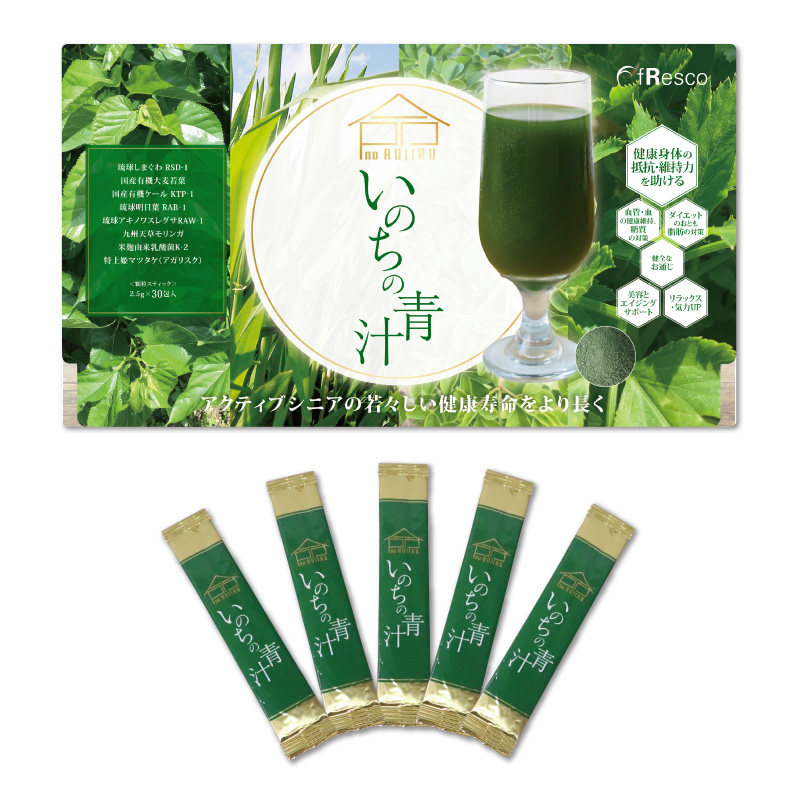 fResco
no AOJIRU
いのちの
青汁
琉球しまぐわ RSD-1
国産有機大麦若葉
国産有機ケール KTP-1
琉球明日葉 RAB-1
琉球アキノワスレグサRAW-1
九州天草モリンガ
米麹由来乳酸菌K-2
特上姫マツタケ(アガリスク)
<顆粒スティック>
2.5g×30包入
健康身体の
抵抗・維持力
を助ける
血管・血
の健康維持。
糖質
の対策
ダイエット
のおとも
脂肪の対策
健全な
お通じ
美容と
エイジング
サポート
リラックス
・気力UP
アクティブシニアの若々しい健康寿命をより長く
no AOJIRU
いのちの
青汁
no AOJIRU
いのちの
青汁
no AOJIRU
いのちの
青汁
no AOJIRU
いのちの
青汁
no AOJIRU
いのちの
青汁